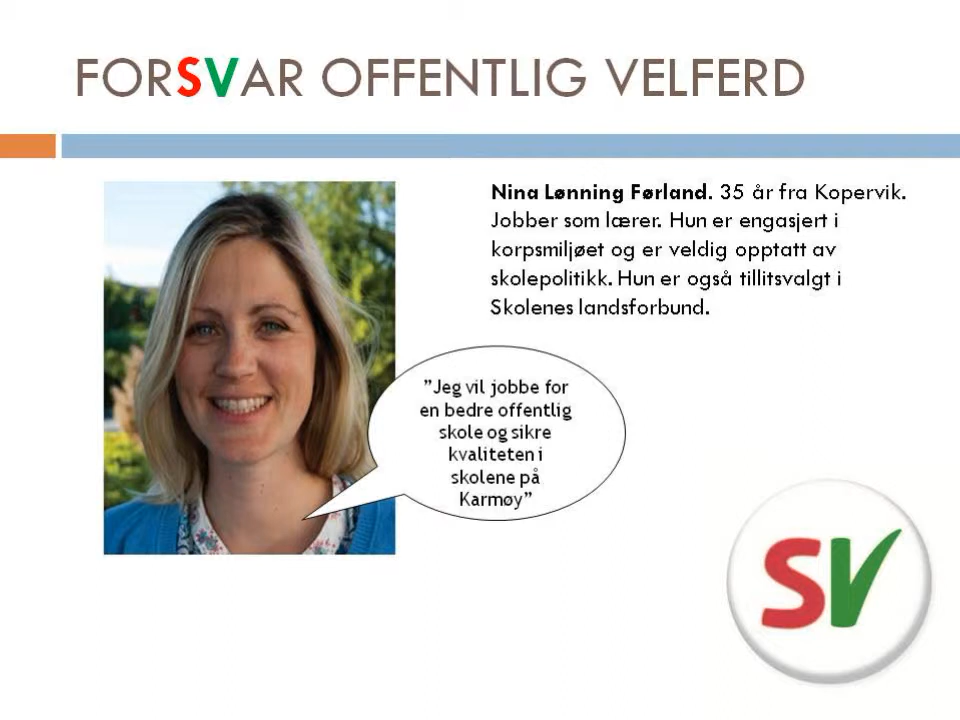 FORSVAR OFFENTLIG VELFERD
Nina Lønning Førland. 35 år fra Kopervik.
Jobber som lærer. Hun er engasjert i
korpsmiljøet og er veldig opptatt av
skolepolitikk. Hun er også tillitsvalgt i
Skolenes landsforbund.
”Jeg vil jobbe for
en bedre offentlig
skole og sikre
kvaliteten i
skolene på
Karmøy”
SV